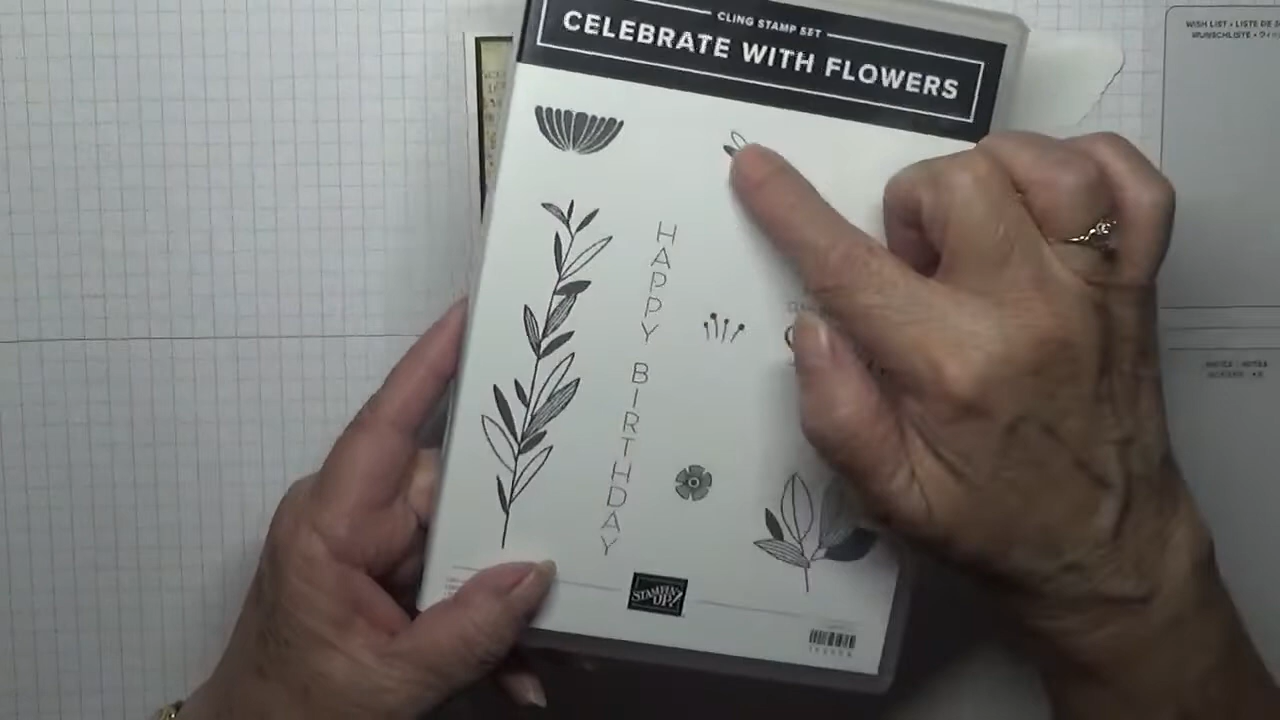 CLING STAMP SET
CELEBRATE WITH FLOWERS
HAPPY BIRTHDAY
STAMPIN' UP!
WISH LIST • LISTE DE
WUNSCHLISTE •